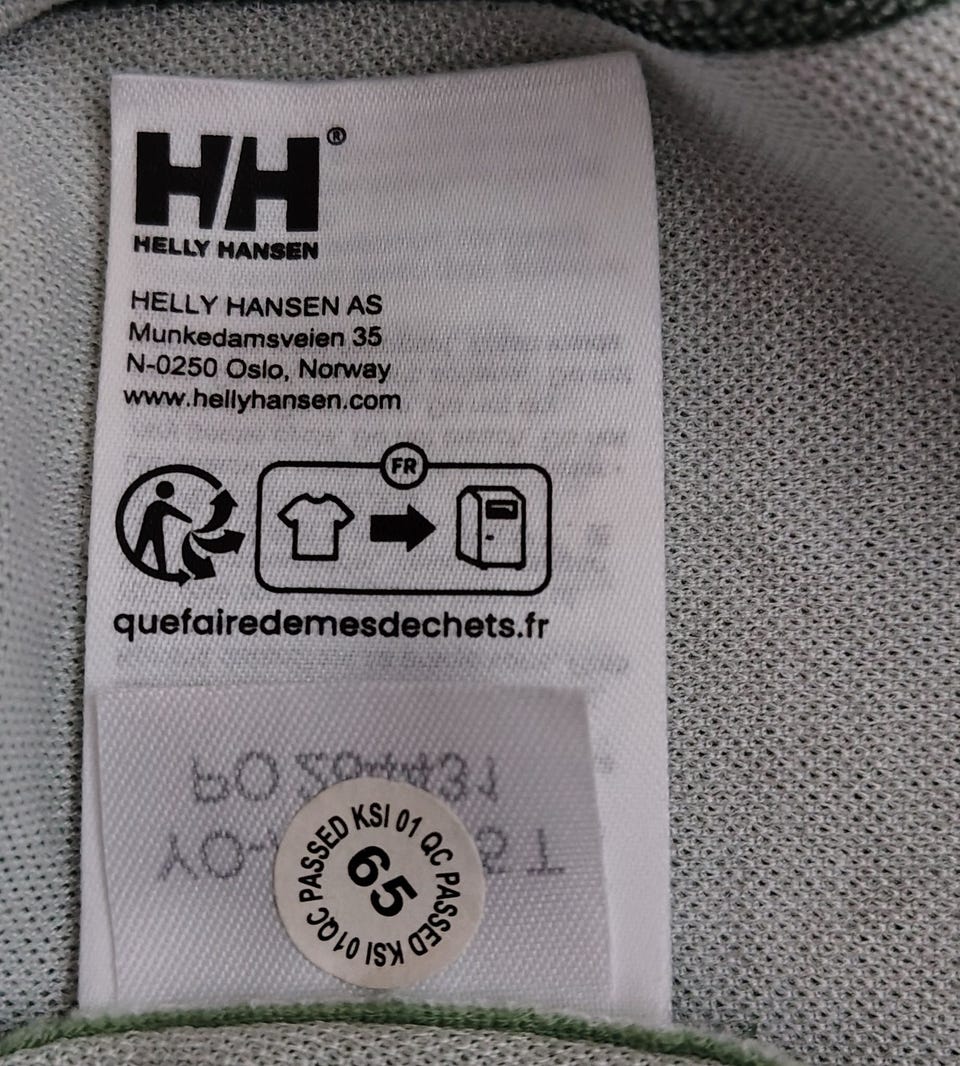 HH®
HELLY HANSEN
HELLY HANSEN AS
Munkedamsveien 35
N-0250 Oslo, Norway
www.hellyhansen.com
FR
quefairedemesdechets.fr
PO
QC PASSED KSI 01 QC PASSED KSI 01
65